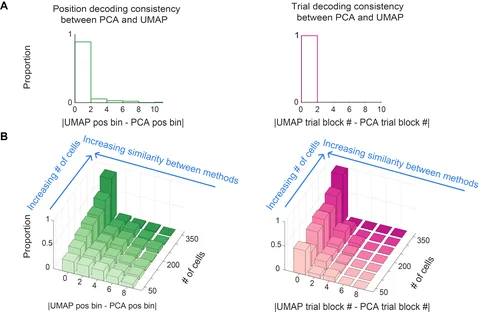 A
Position decoding consistency
between PCA and UMAP
Proportion
1
0
0 2 4 6 8 10
|UMAP pos bin - PCA pos bin|
Trial decoding consistency
between PCA and UMAP
1
0
0 2 4 6 8 10
|UMAP trial block # - PCA trial block #|
B
Increasing # of cells
Increasing similarity between methods
Proportion
1
0.5
0
0 2 4 6 8
50
200
350
# of cells
|UMAP pos bin - PCA pos bin|
Increasing # of cells
Increasing similarity between methods
1
0.5
0
0 2 4 6 8
50
200
350
# of cells
|UMAP trial block # - PCA trial block #|